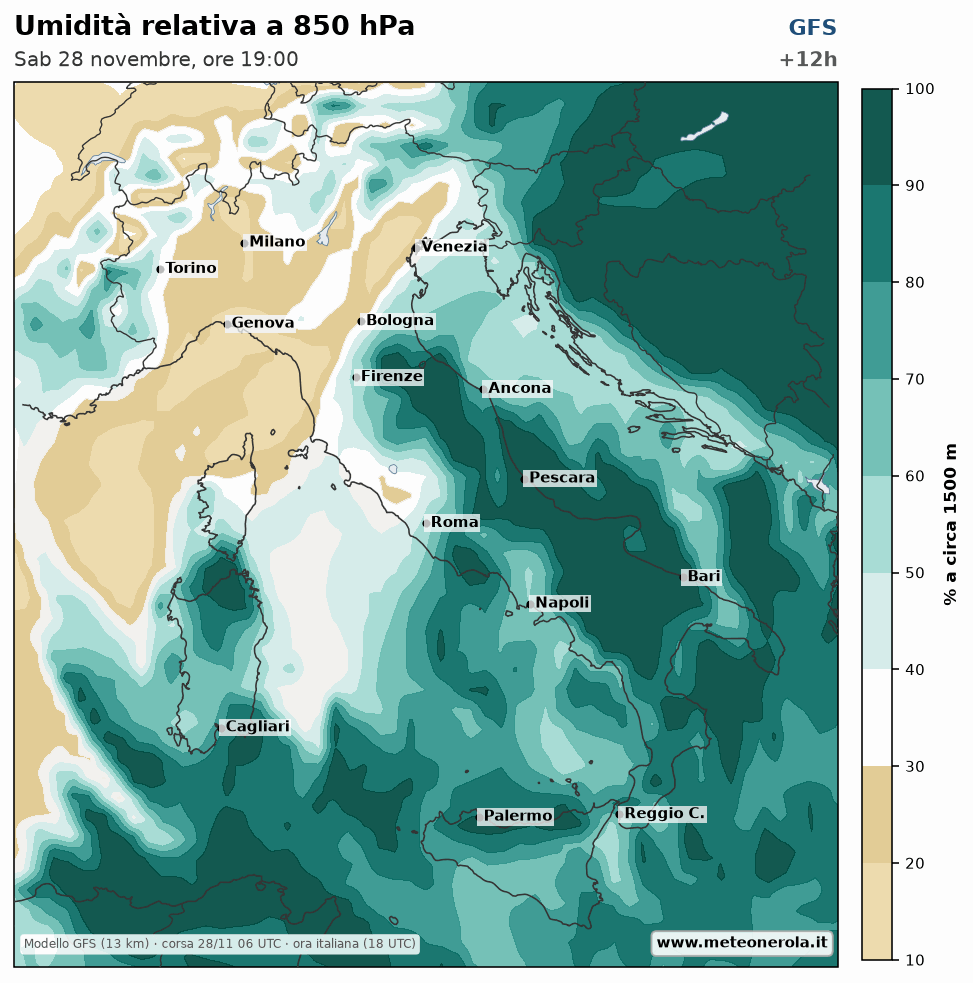 Umidità relativa a 850 hPa
GFS
Sab 28 novembre, ore 19:00
+12h
Milano
Venezia
Torino
Genova
Bologna
Firenze
Ancona
Pescara
Roma
Bari
Napoli
Cagliari
Palermo
Reggio C.
100
90
80
70
60
50
40
30
20
10
% a circa 1500 m
Modello GFS (13 km) · corsa 28/11 06 UTC · ora italiana (18 UTC)
www.meteonerola.it